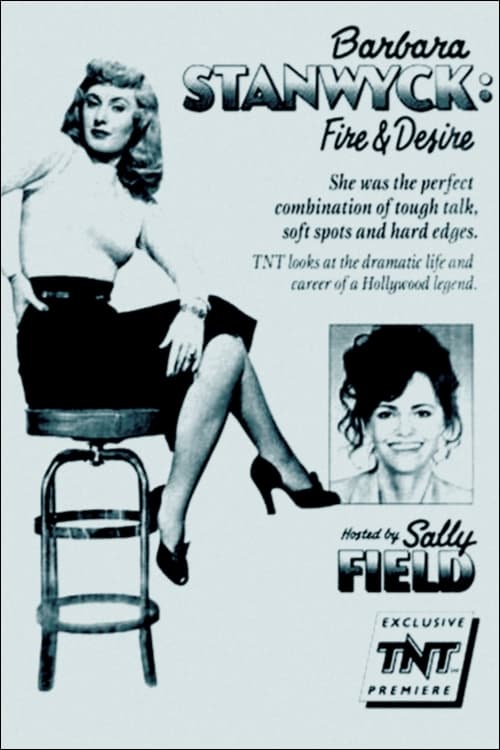 Barbara
STANWYCK:
Fire & Desire
She was the perfect
combination of tough talk,
soft spots and hard edges.
TNT looks at the dramatic life and
career of a Hollywood legend.
Hosted by Sally
FIELD
EXCLUSIVE
TNT
PREMIERE